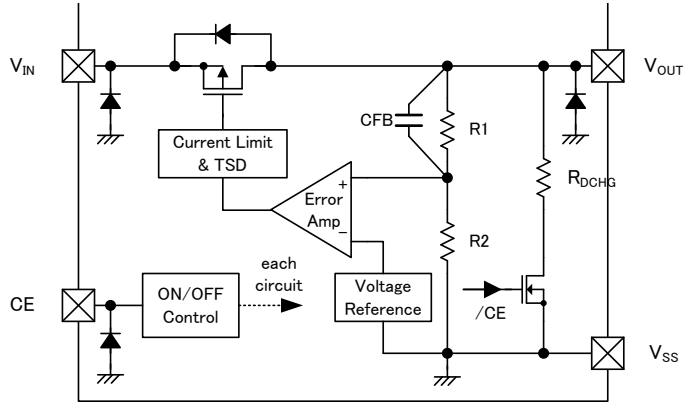 VIN
VOUT
CFB
R1
Current Limit
& TSD
RDCHG
+
Error
Amp
−
R2
each
circuit
CE
ON/OFF
Control
Voltage
Reference
/CE
VSS